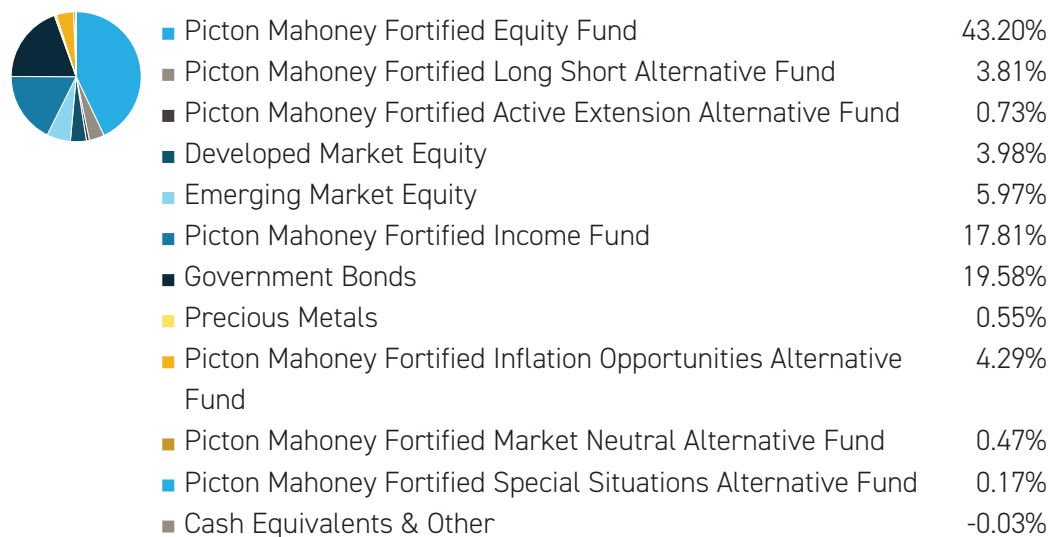 Picton Mahoney Fortified Equity Fund 43.20%
Picton Mahoney Fortified Long Short Alternative Fund 3.81%
Picton Mahoney Fortified Active Extension Alternative Fund 0.73%
Developed Market Equity 3.98%
Emerging Market Equity 5.97%
Picton Mahoney Fortified Income Fund 17.81%
Government Bonds 19.58%
Precious Metals 0.55%
Picton Mahoney Fortified Inflation Opportunities Alternative 4.29%
Fund
Picton Mahoney Fortified Market Neutral Alternative Fund 0.47%
Picton Mahoney Fortified Special Situations Alternative Fund 0.17%
Cash Equivalents & Other -0.03%